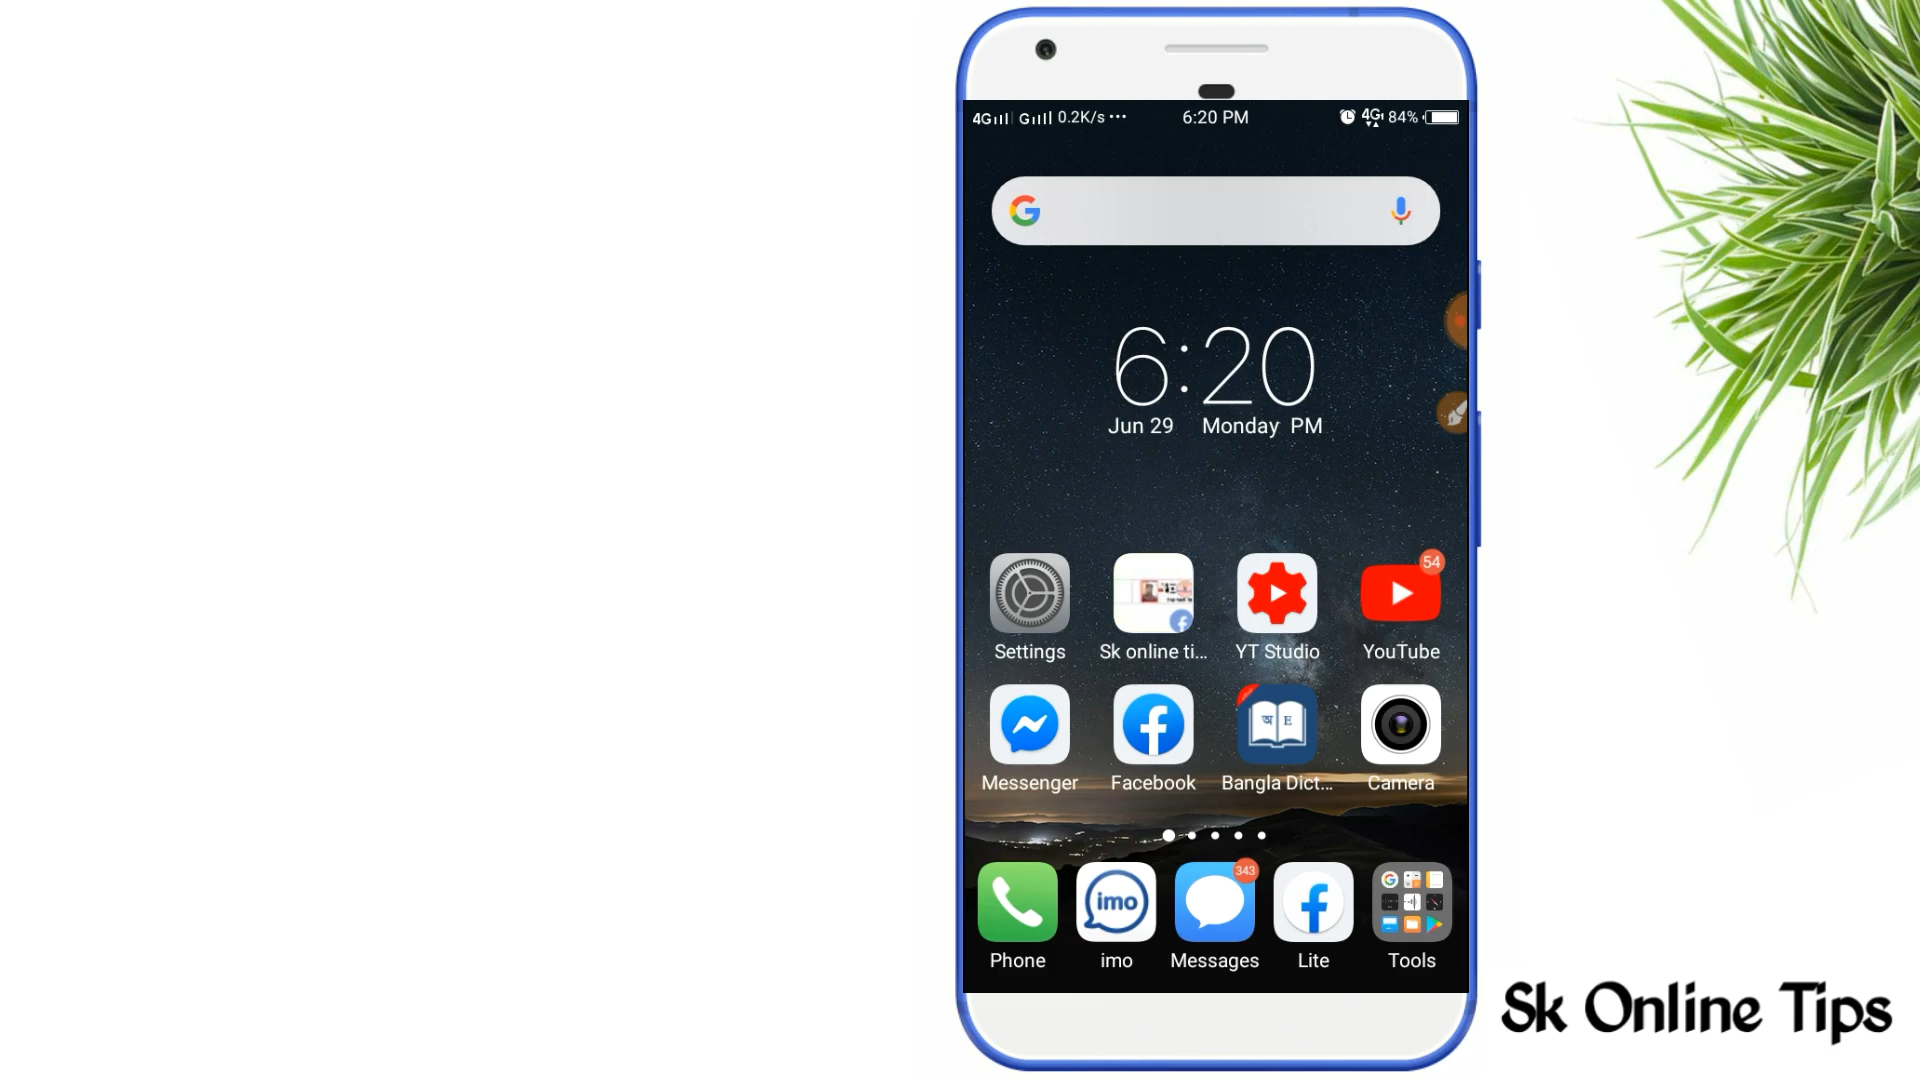 4G G 0.2K/s ... 6:20 PM 4G 84%
6:20
Jun 29 Monday PM
54
Settings Sk online ti... YT Studio YouTube
অ E
Messenger Facebook Bangla Dict... Camera
343
imo
Phone imo Messages Lite Tools
Sk Online Tips